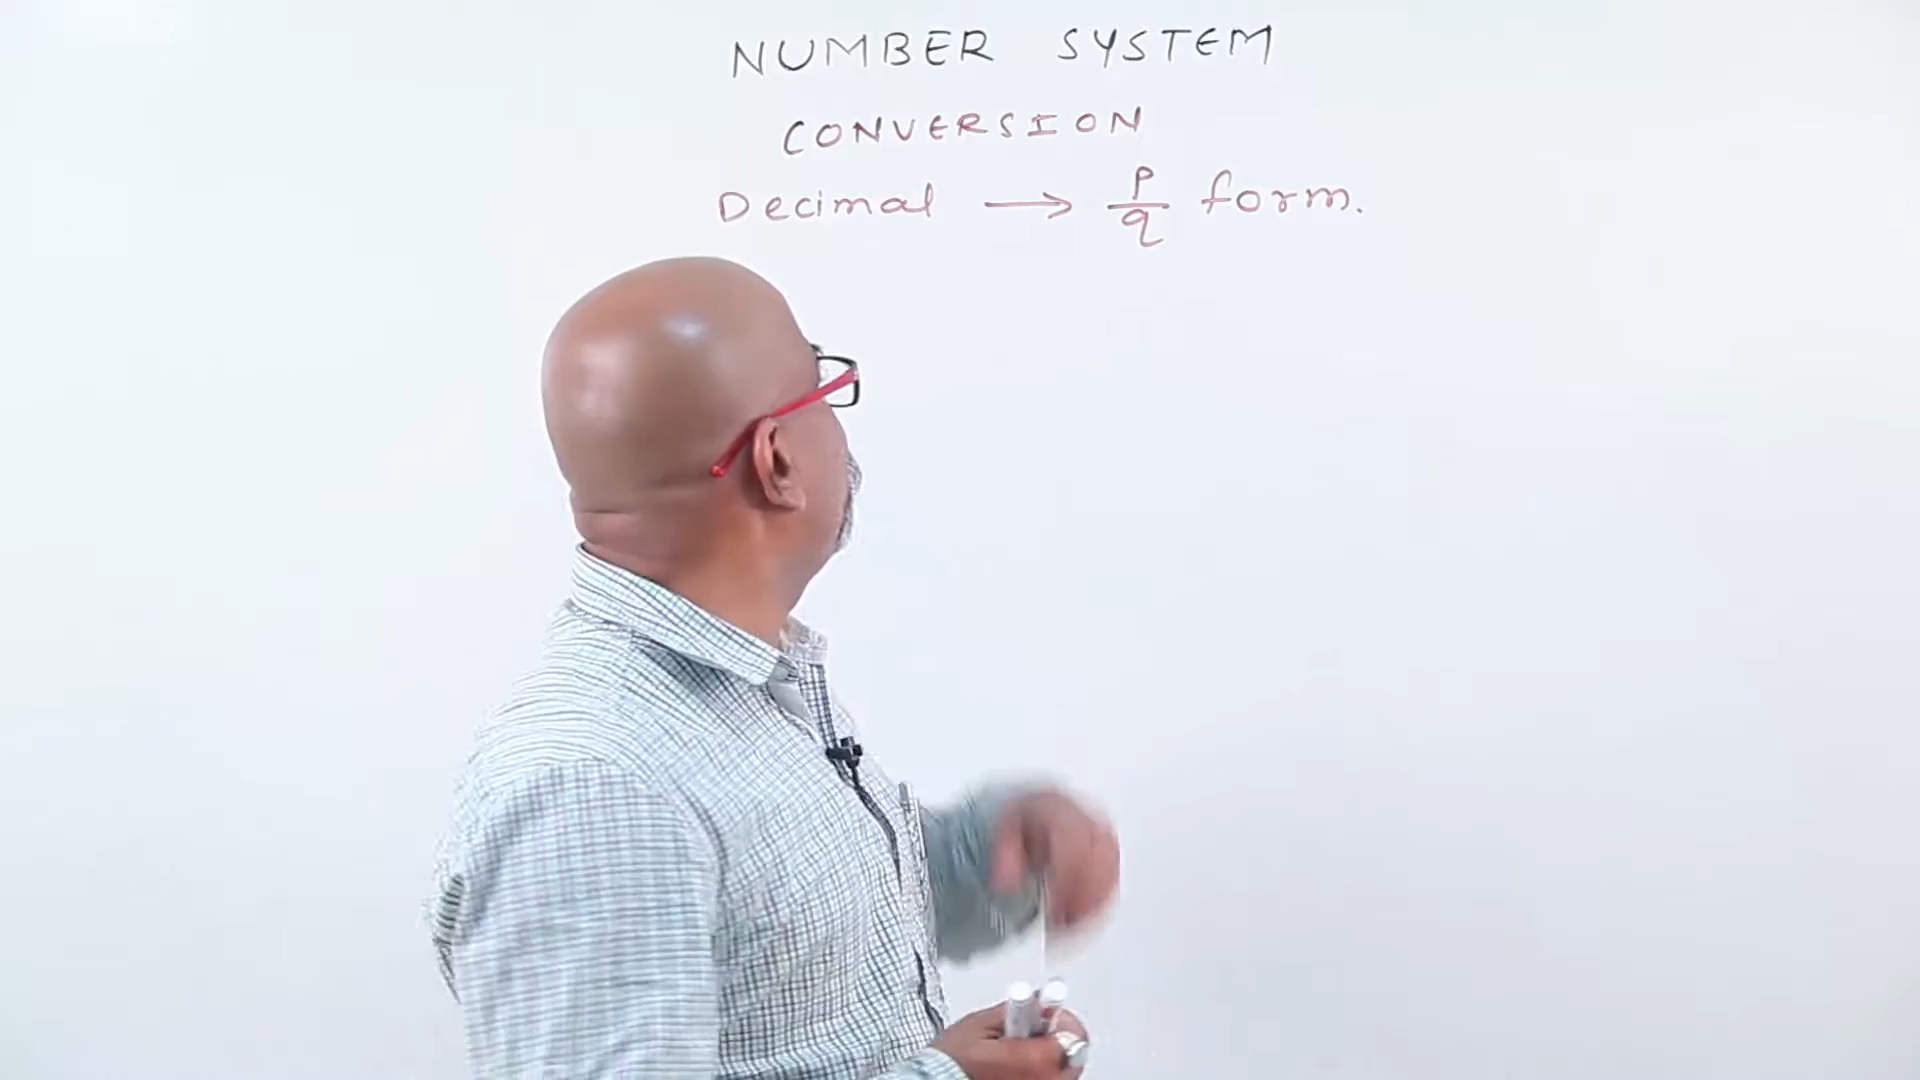 NUMBER SYSTEM
CONVERSION
Decimal → p/q form.